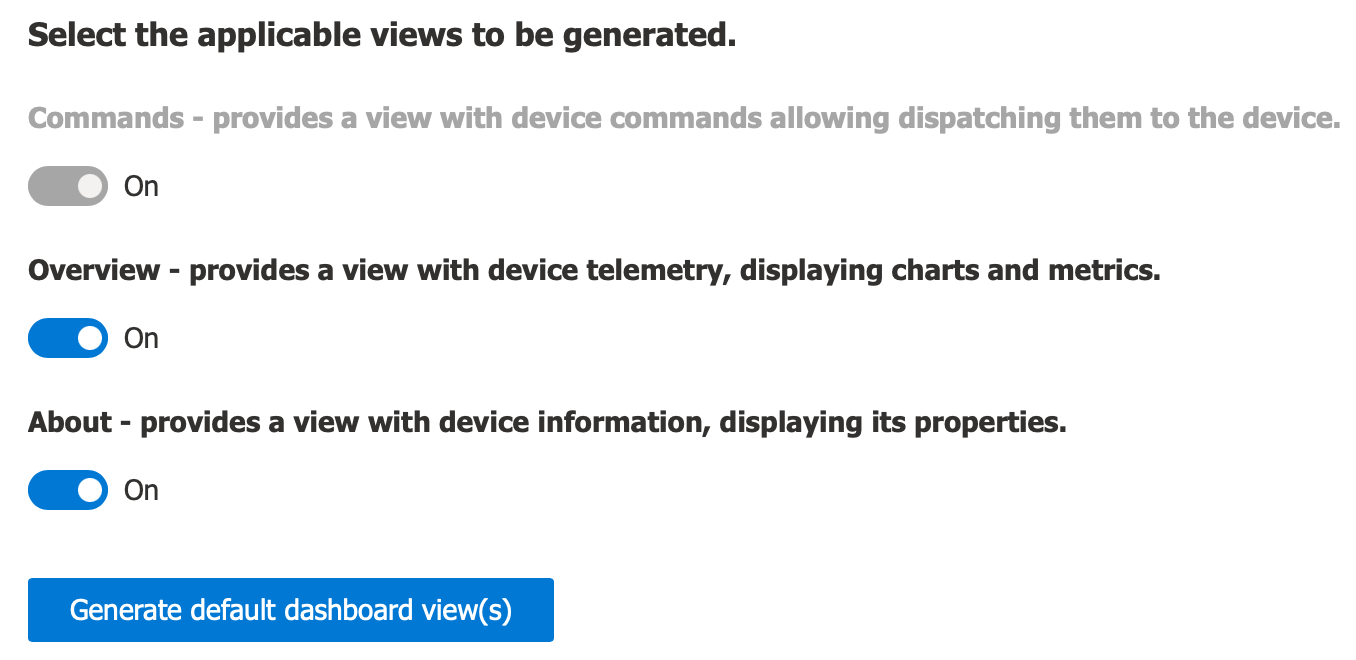 Select the applicable views to be generated.
Commands - provides a view with device commands allowing dispatching them to the device.
On
Overview - provides a view with device telemetry, displaying charts and metrics.
On
About - provides a view with device information, displaying its properties.
On
Generate default dashboard view(s)